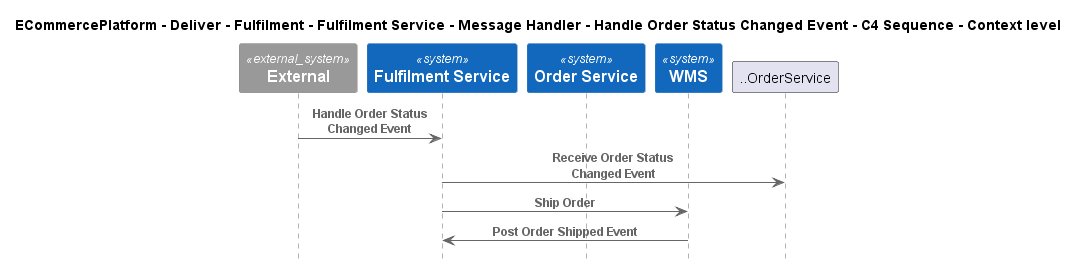 ECommercePlatform - Deliver - Fulfilment - Fulfilment Service - Message Handler - Handle Order Status Changed Event - C4 Sequence - Context level
«external_system»
External
«system»
Fulfilment Service
«system»
Order Service
«system»
WMS
..OrderService
Handle Order Status
Changed Event
Receive Order Status
Changed Event
Ship Order
Post Order Shipped Event